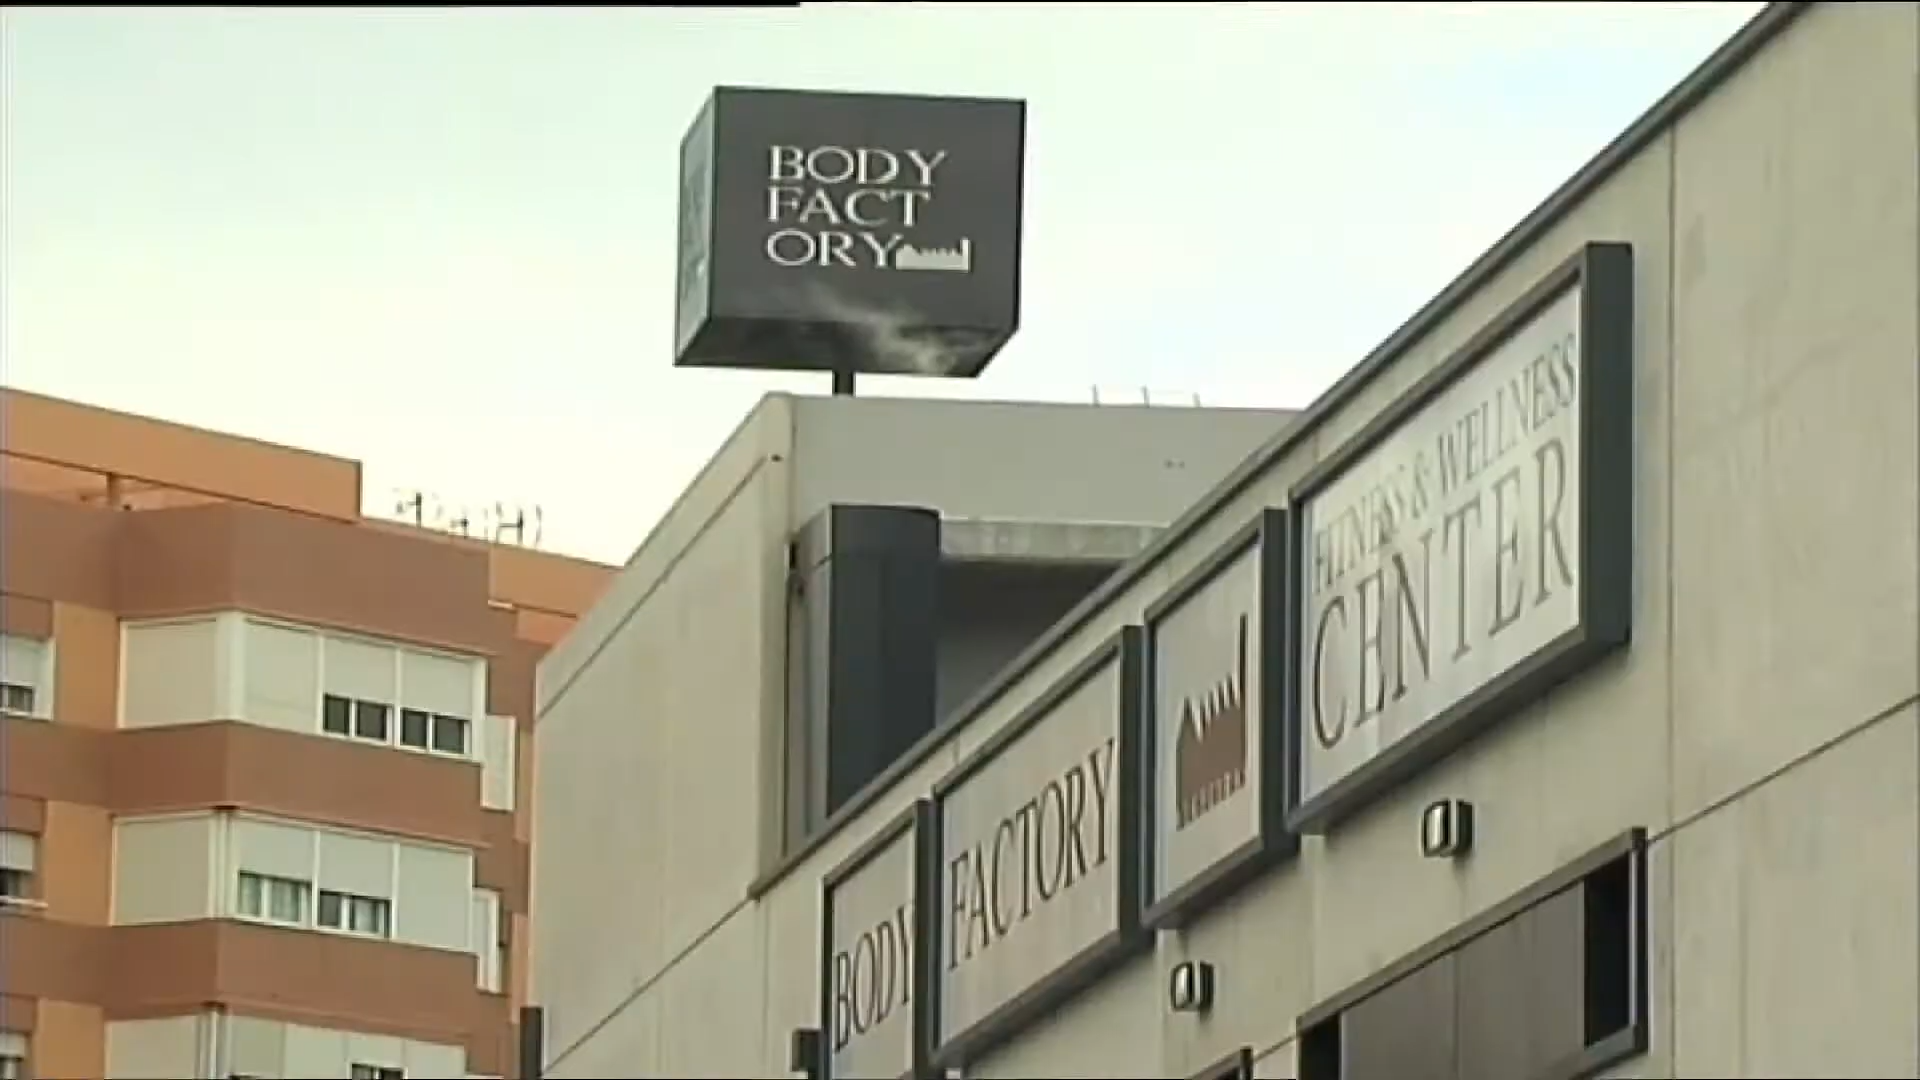 BODY
FACT
ORY
BODY
FACTORY
FITNESS & WELLNESS
CENTER